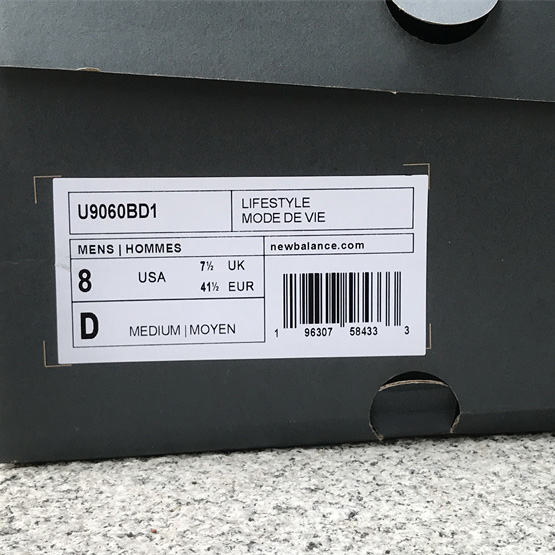 U9060BD1
LIFESTYLE
MODE DE VIE
MENS | HOMMES
newbalance.com
8 USA 7½ UK
41½ EUR
D MEDIUM | MOYEN
1 96307 58433 3